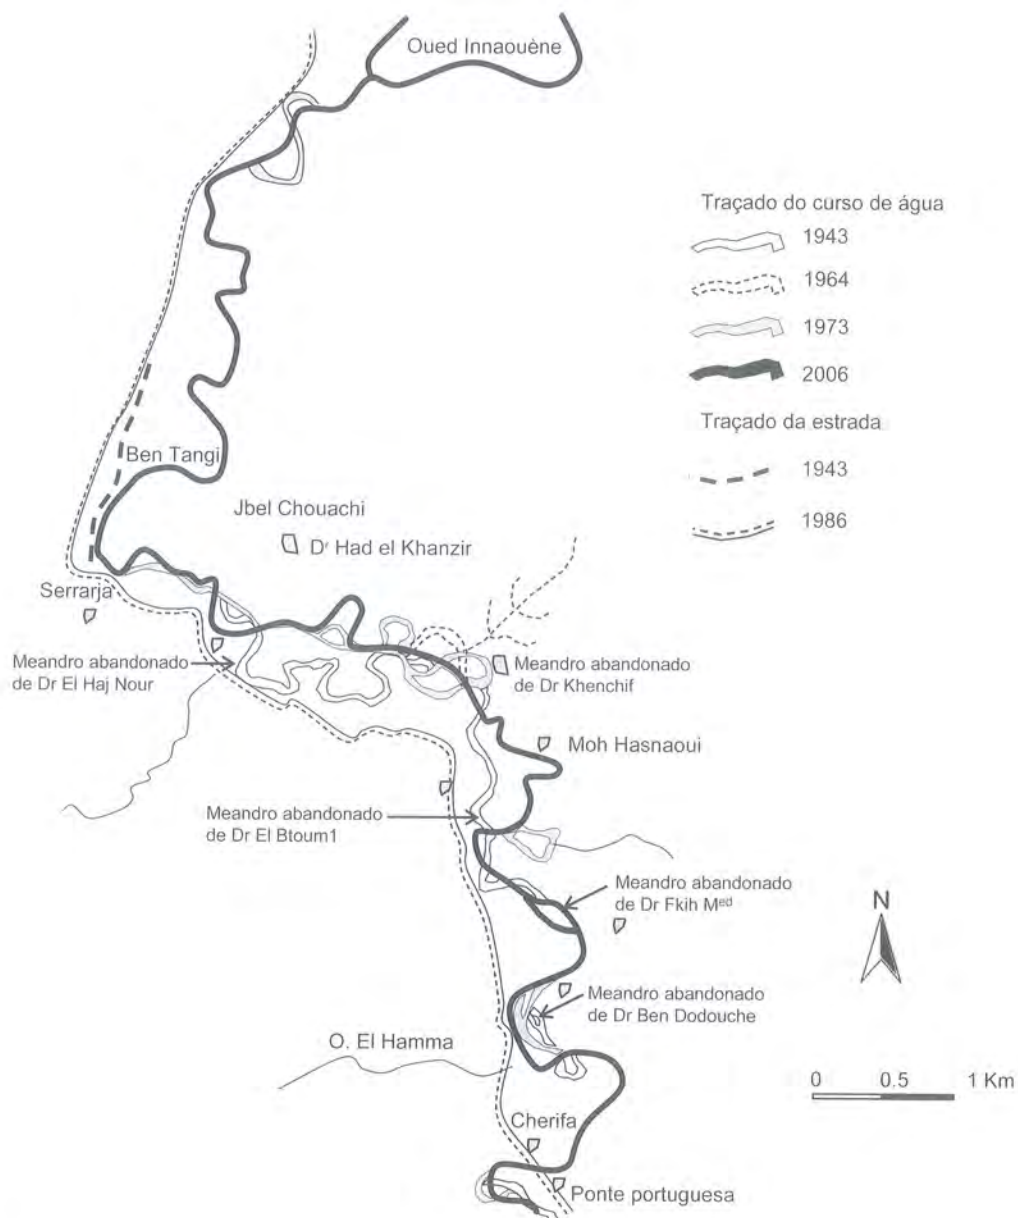 Oued Innaouène
Traçado do curso de água
1943
1964
1973
2006
Traçado da estrada
1943
1986
Ben Tangi
Jbel Chouachi
Dʳ Had el Khanzir
Serrarja
Meandro abandonado
de Dr El Haj Nour
Meandro abandonado
de Dr Khenchif
Moh Hasnaoui
Meandro abandonado
de Dr El Btoum1
Meandro abandonado
de Dr Fkih Mᵉᵈ
N
Meandro abandonado
de Dr Ben Dodouche
O. El Hamma
0 0.5 1 Km
Cherifa
Ponte portuguesa